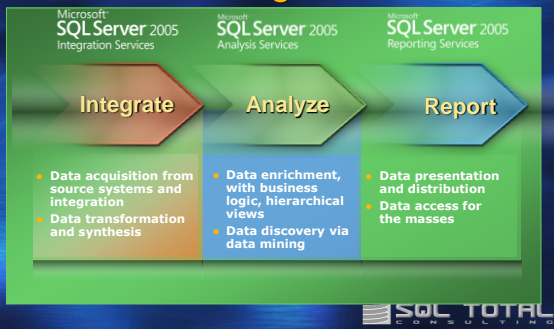 Microsoft
SQL Server 2005
Integration Services
Microsoft
SQL Server 2005
Analysis Services
Microsoft
SQL Server 2005
Reporting Services
Integrate
Analyze
Report
• Data acquisition from
source systems and
integration
• Data transformation
and synthesis
• Data enrichment,
with business
logic, hierarchical
views
• Data discovery via
data mining
• Data presentation
and distribution
• Data access for
the masses
SQL TOTAL
CONSULTING